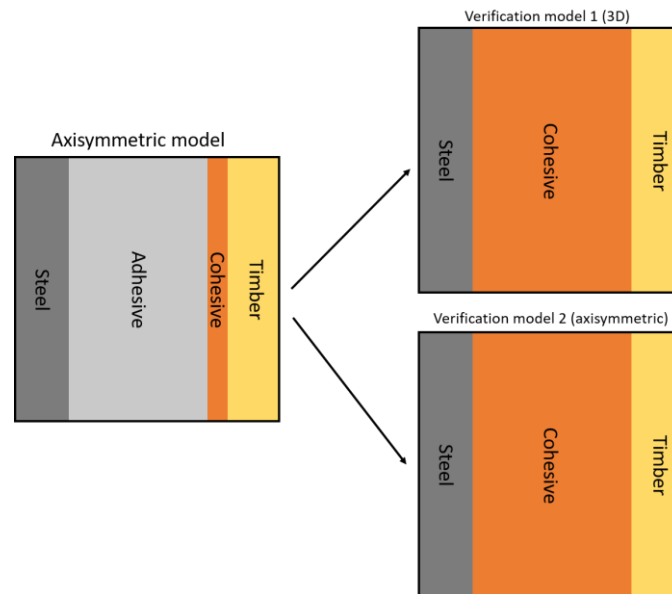 Verification model 1 (3D)
Steel
Cohesive
Timber
Axisymmetric model
Steel
Adhesive
Cohesive
Timber
Verification model 2 (axisymmetric)
Steel
Cohesive
Timber